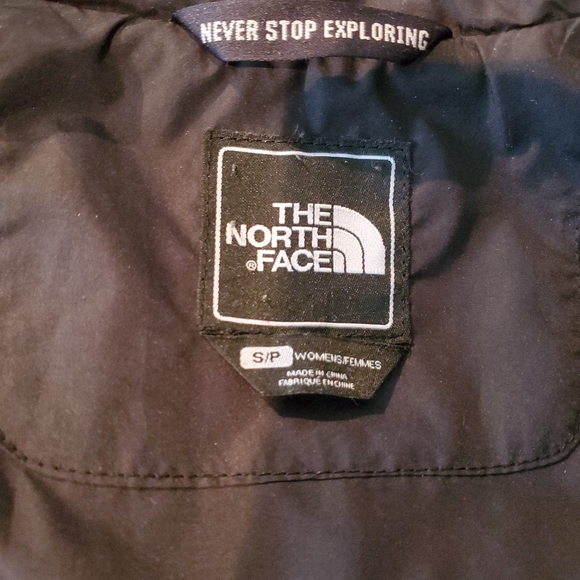 NEVER STOP EXPLORING
THE
NORTH
®FACE
S/P WOMENS/FEMMES
MADE IN CHINA
FABRIQUE EN CHINE